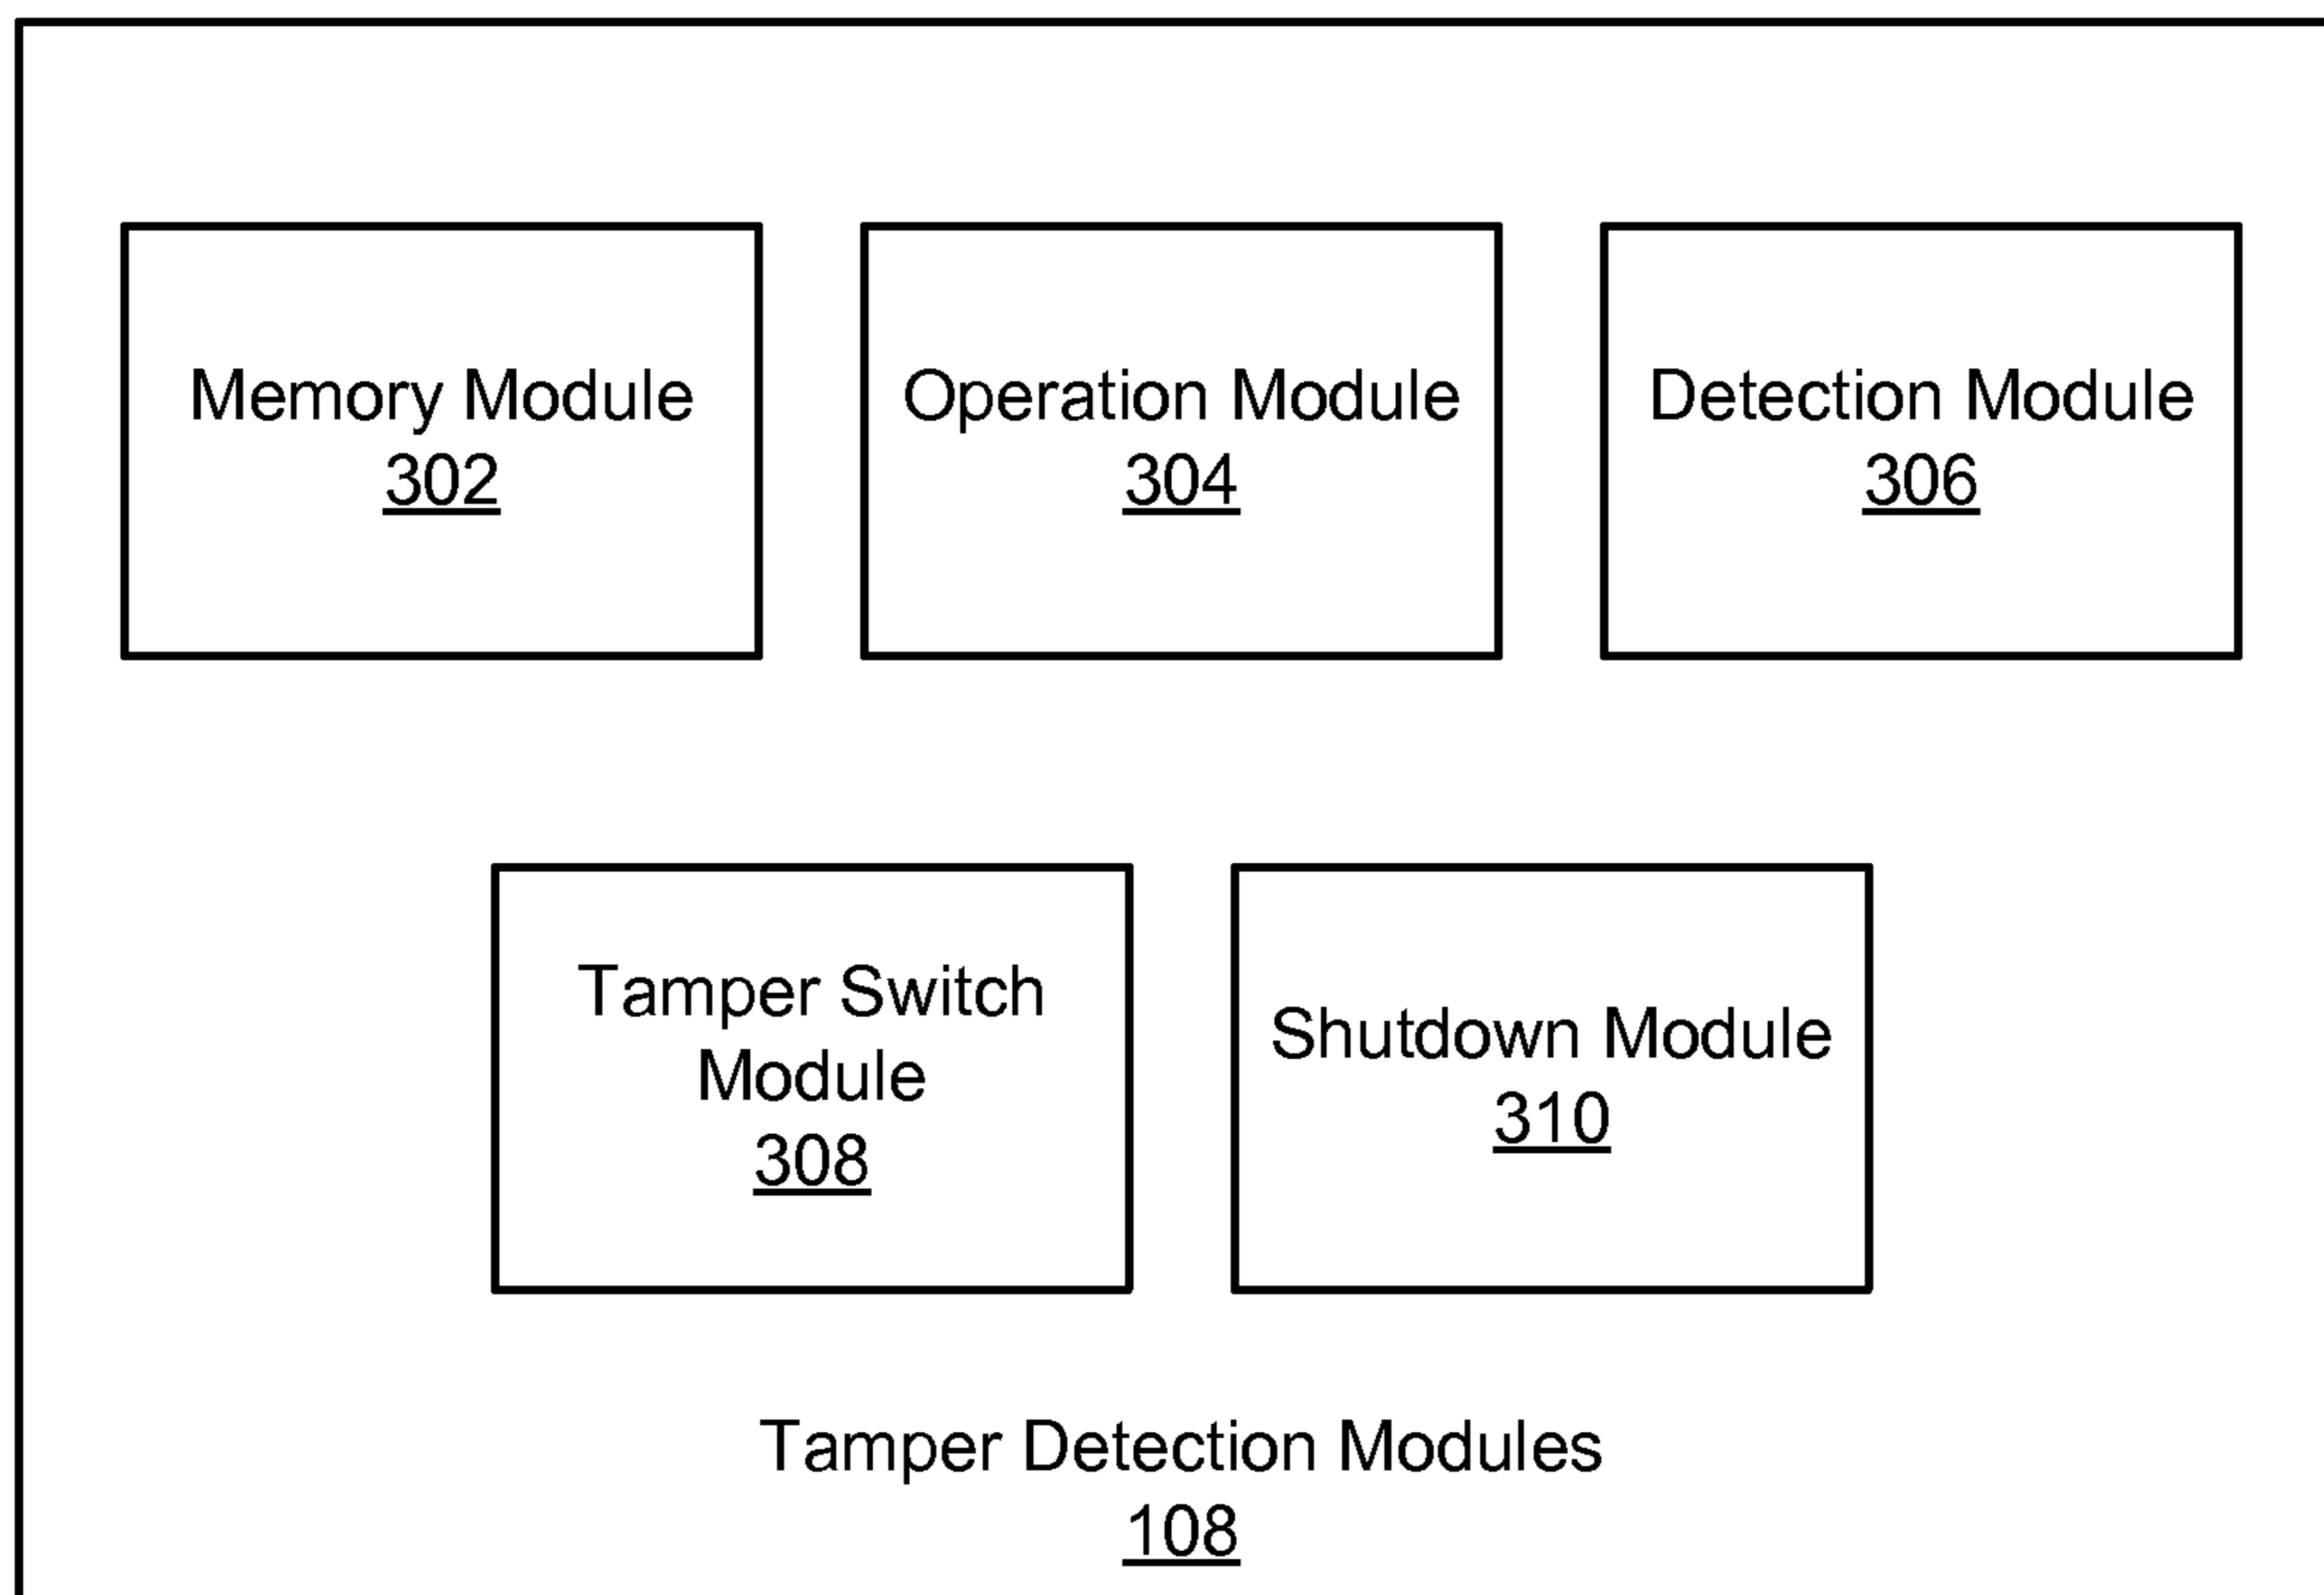 Memory Module
302
Operation Module
304
Detection Module
306
Tamper Switch
Module
308
Shutdown Module
310
Tamper Detection Modules
108